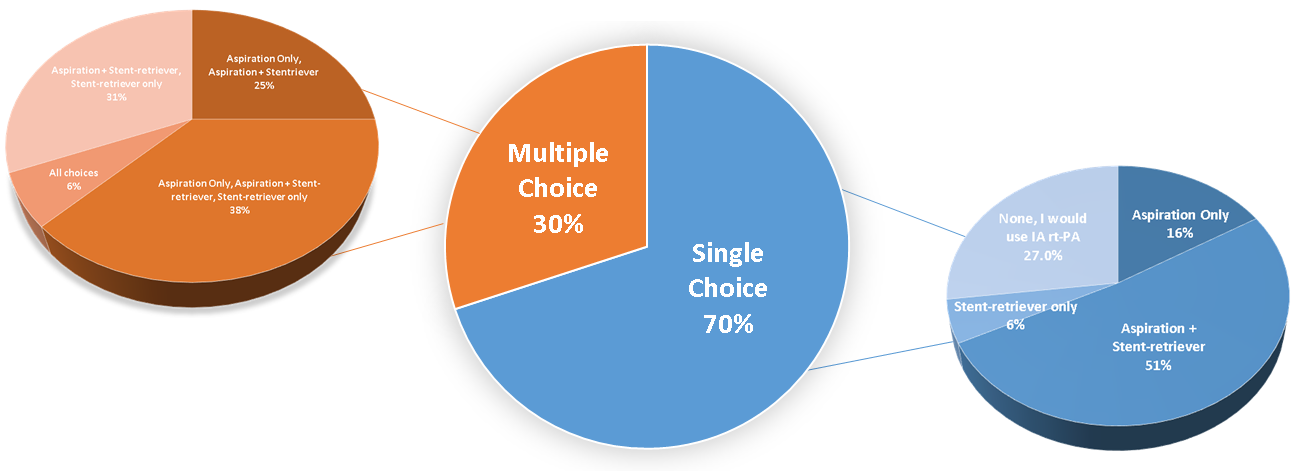 Aspiration Only,
Aspiration + Stentriever
25%
Aspiration + Stent-retriever,
Stent-retriever only
31%
All choices
6%
Aspiration Only, Aspiration + Stent-
retriever, Stent-retriever only
38%
Multiple
Choice
30%
Single
Choice
70%
None, I would
use IA rt-PA
27.0%
Aspiration Only
16%
Stent-retriever only
6%
Aspiration +
Stent-retriever
51%